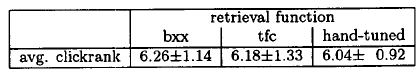 retrieval function
bxx tfc hand-tuned
avg. clickrank 6.26±1.14 6.18±1.33 6.04± 0.92